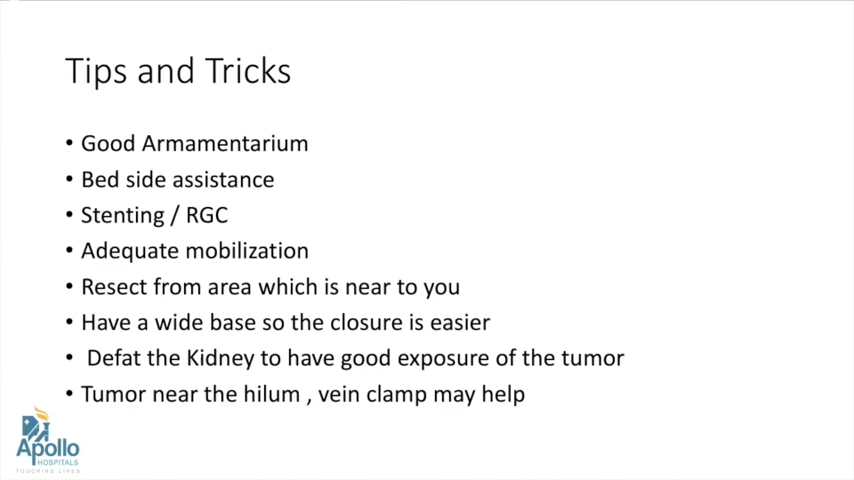 Tips and Tricks
• Good Armamentarium
• Bed side assistance
• Stenting / RGC
• Adequate mobilization
• Resect from area which is near to you
• Have a wide base so the closure is easier
• Defat the Kidney to have good exposure of the tumor
• Tumor near the hilum , vein clamp may help
Apollo
HOSPITALS
TOUCHING LIVES